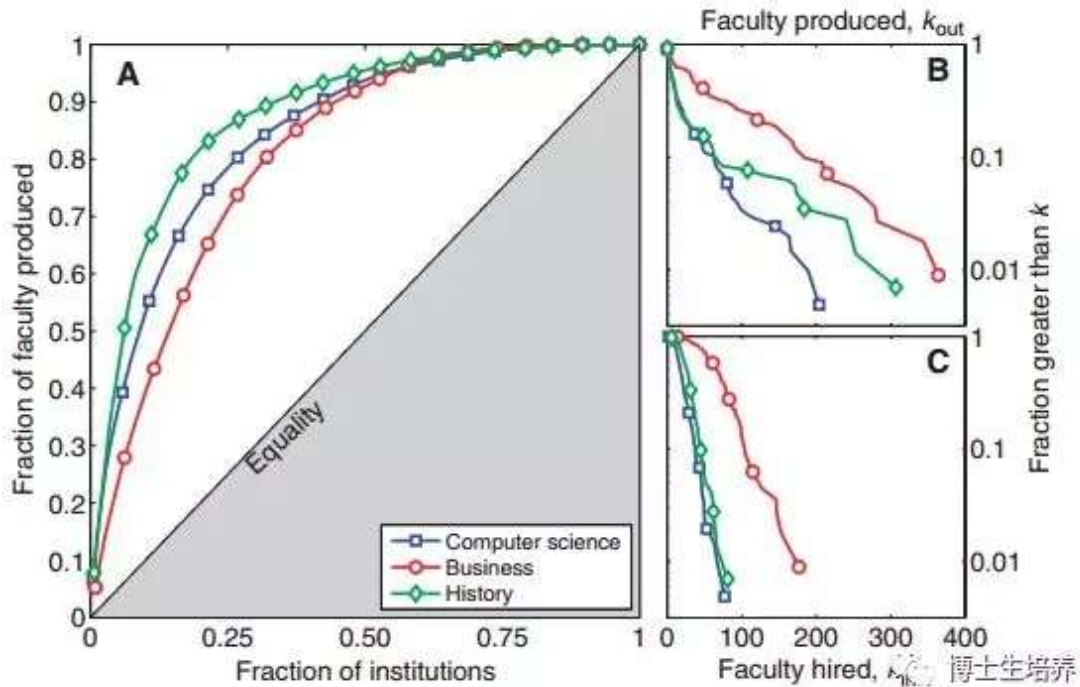 Faculty produced, k_out
A
B
C
1
0.9
0.8
0.7
0.6
0.5
0.4
0.3
0.2
0.1
0
Fraction of faculty produced
Equality
Computer science
Business
History
0 0.25 0.50 0.75 1
Fraction of institutions
1
0.1
0.01
1
0.1
0.01
Fraction greater than k
0 100 200 300 400
Faculty hired,
博士生培养